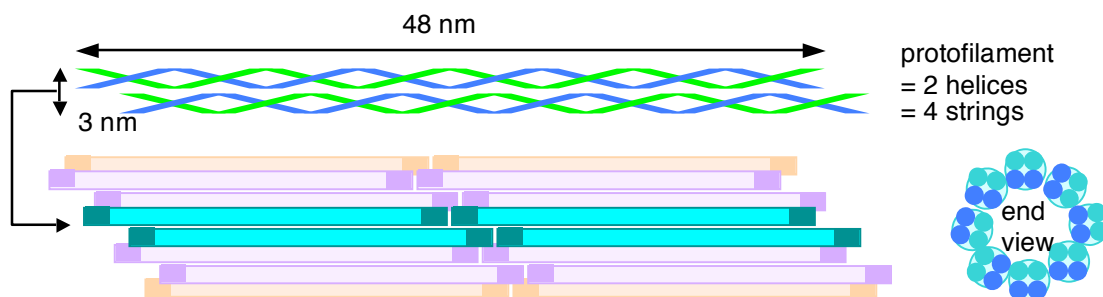 48 nm
protofilament
= 2 helices
= 4 strings
3 nm
end
view